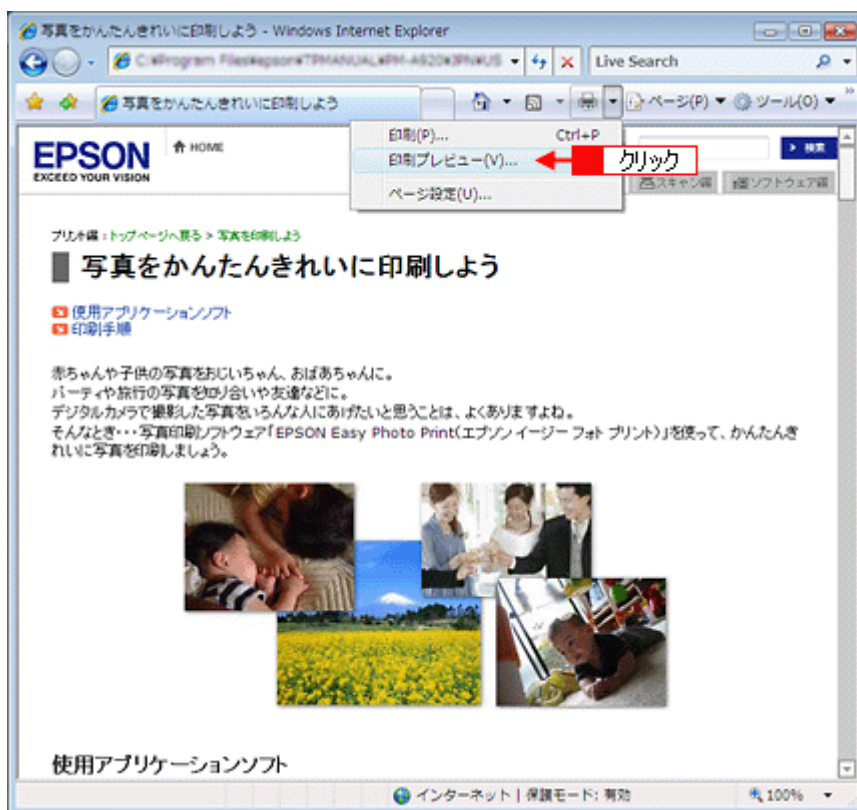 写真をかんたんきれいに印刷しよう - Windows Internet Explorer
Live Search
写真をかんたんきれいに印刷しよう
ページ(P)
ツール(O)
印刷(P)... Ctrl+P
印刷プレビュー(V)...
クリック
ページ設定(U)...
EPSON
EXCEED YOUR VISION
HOME
検索
スキャン編
ソフトウェア編
プリント編:トップページへ戻る > 写真を印刷しよう
写真をかんたんきれいに印刷しよう
使用アプリケーションソフト
印刷手順
赤ちゃんや子供の写真をおじいちゃん、おばあちゃんに。
パーティや旅行の写真を知り合いや友達などに。
デジタルカメラで撮影した写真をいろんな人にあげたいと思うことは、よくありますよね。
そんなとき・・・写真印刷ソフトウェア「EPSON Easy Photo Print(エプソン イージー フォト プリント)」を使って、かんたんき
れいに写真を印刷しましょう。
使用アプリケーションソフト
インターネット | 保護モード: 有効
100%